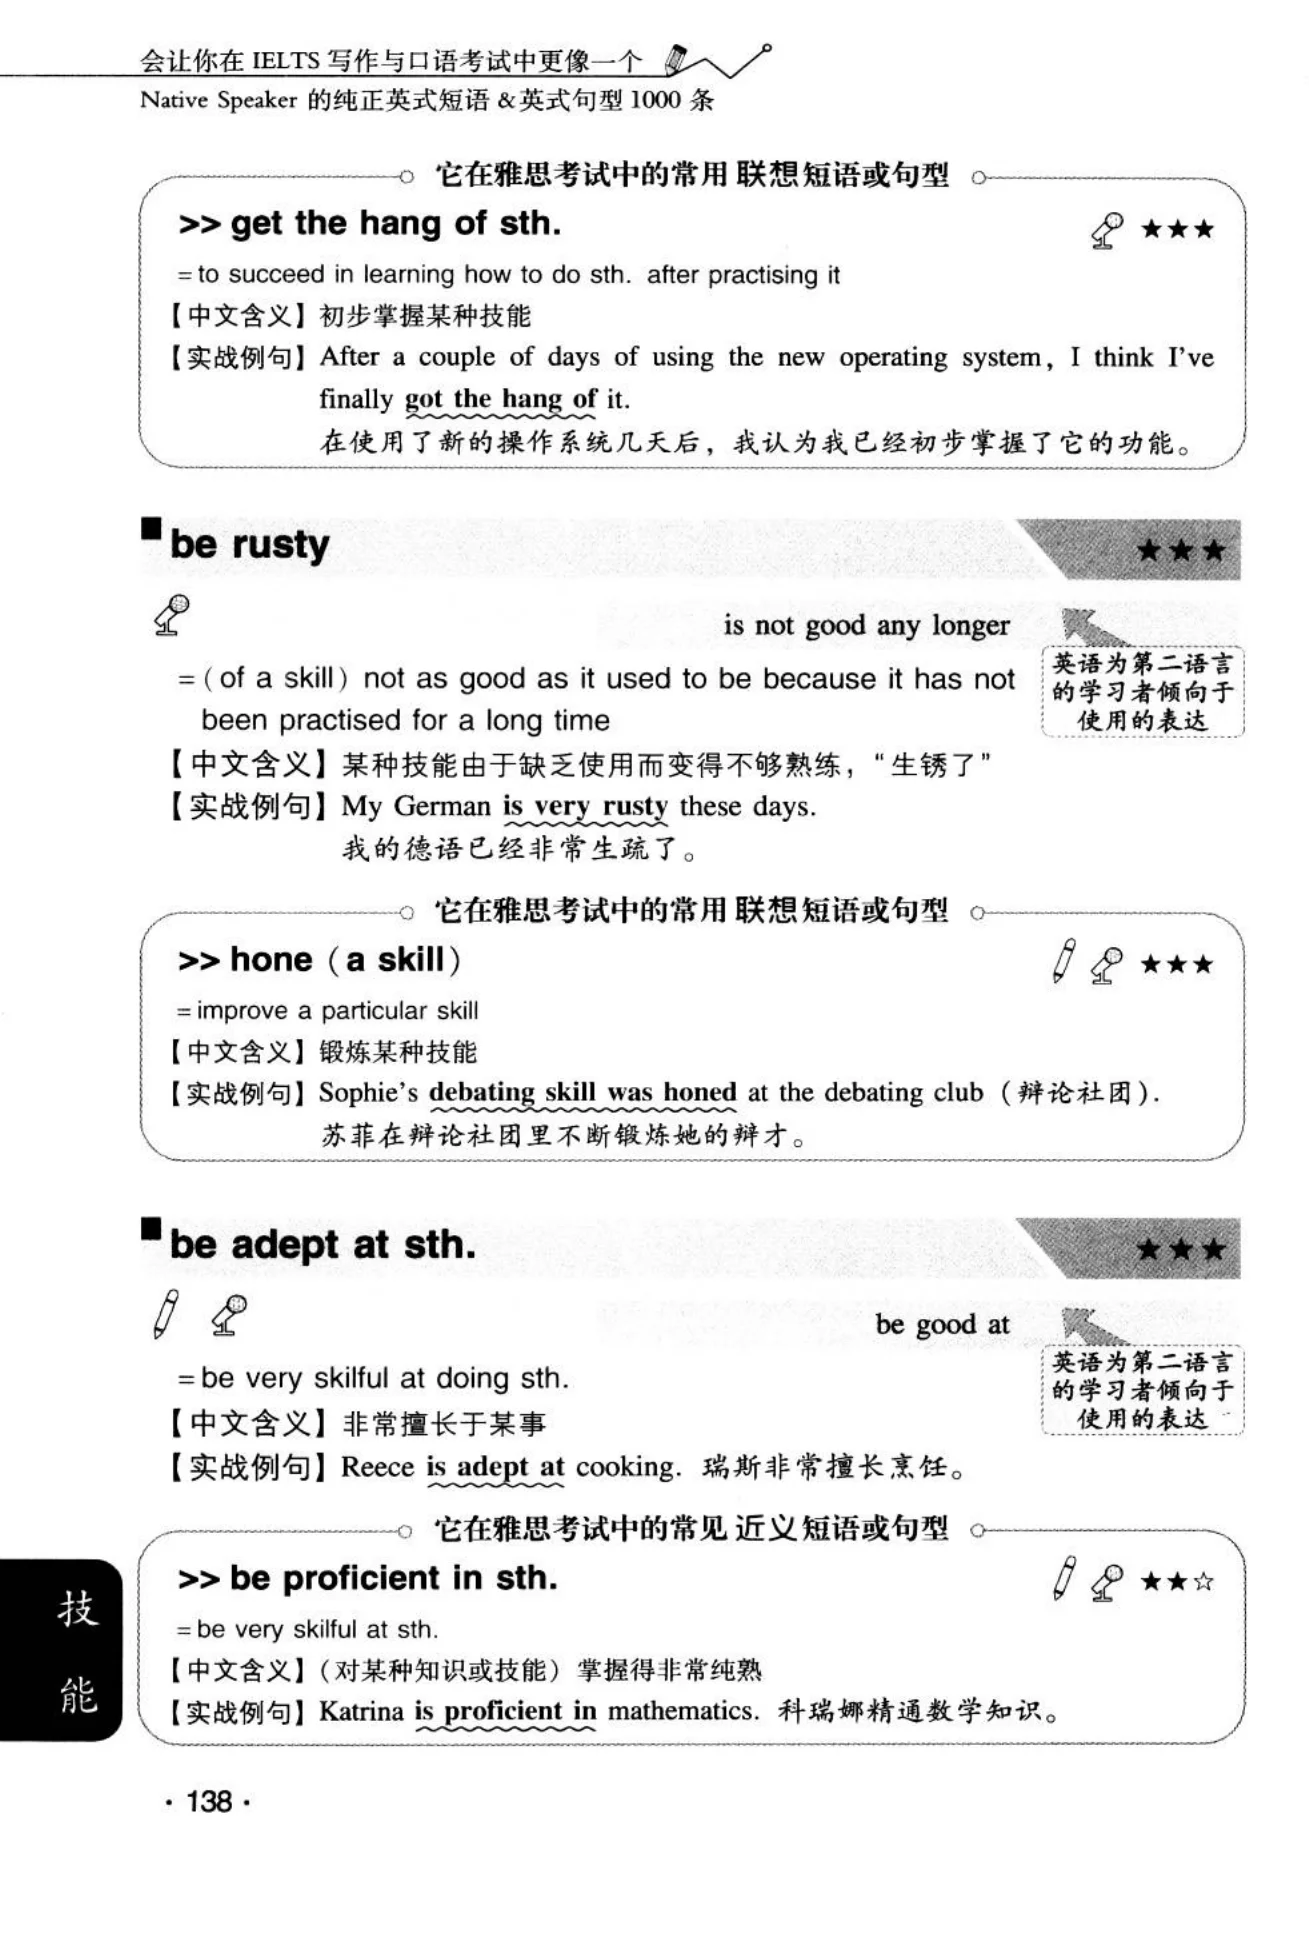 会让你在 IELTS 写作与口语考试中更像一个
Native Speaker 的纯正英式短语 &英式句型 1000 条
它在雅思考试中的常用 联想短语或句型
>> get the hang of sth. ★★★
=to succeed in learning how to do sth. after practising it
【中文含义】初步掌握某种技能
【实战例句】After a couple of days of using the new operating system, I think I've
finally got the hang of it.
在使用了新的操作系统几天后，我认为我已经初步掌握了它的功能。
■ be rusty ★★★
is not good any longer
英语为第二语言
的学习者倾向于
使用的表达
=(of a skill) not as good as it used to be because it has not
been practised for a long time
【中文含义】某种技能由于缺乏使用而变得不够熟练，“生锈了”
【实战例句】My German is very rusty these days.
我的德语已经非常生疏了。
它在雅思考试中的常用 联想短语或句型
>> hone (a skill) ★★★
=improve a particular skill
【中文含义】锻炼某种技能
【实战例句】Sophie's debating skill was honed at the debating club (辩论社团).
苏菲在辩论社团里不断锻炼她的辩才。
■ be adept at sth. ★★★
be good at
英语为第二语言
的学习者倾向于
使用的表达
=be very skilful at doing sth.
【中文含义】非常擅长于某事
【实战例句】Reece is adept at cooking. 瑞斯非常擅长烹饪。
它在雅思考试中的常见 近义短语或句型
>> be proficient in sth. ★★☆
=be very skilful at sth.
【中文含义】(对某种知识或技能) 掌握得非常纯熟
【实战例句】Katrina is proficient in mathematics. 科瑞娜精通数学知识。
技
能
· 138 ·